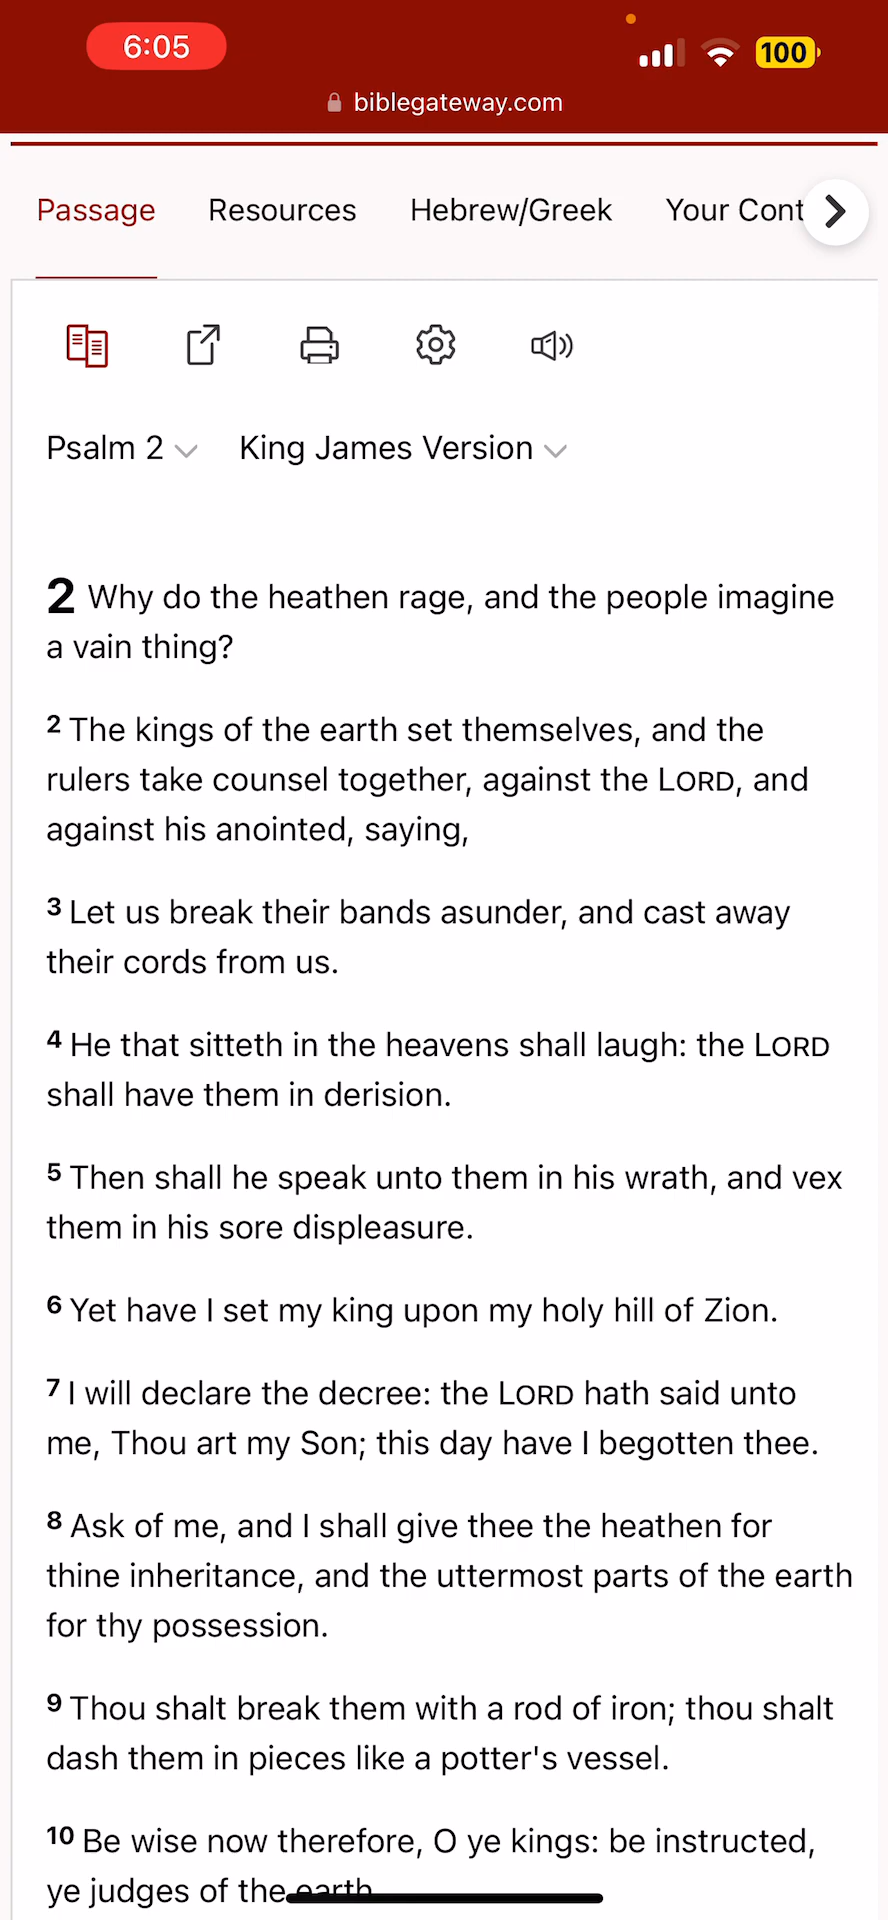 6:05
100
biblegateway.com
Passage Resources Hebrew/Greek Your Cont
Psalm 2 King James Version
2 Why do the heathen rage, and the people imagine
a vain thing?
2 The kings of the earth set themselves, and the
rulers take counsel together, against the LORD, and
against his anointed, saying,
3 Let us break their bands asunder, and cast away
their cords from us.
4 He that sitteth in the heavens shall laugh: the LORD
shall have them in derision.
5 Then shall he speak unto them in his wrath, and vex
them in his sore displeasure.
6 Yet have I set my king upon my holy hill of Zion.
7 I will declare the decree: the LORD hath said unto
me, Thou art my Son; this day have I begotten thee.
8 Ask of me, and I shall give thee the heathen for
thine inheritance, and the uttermost parts of the earth
for thy possession.
9 Thou shalt break them with a rod of iron; thou shalt
dash them in pieces like a potter's vessel.
10 Be wise now therefore, O ye kings: be instructed,
ye judges of the earth